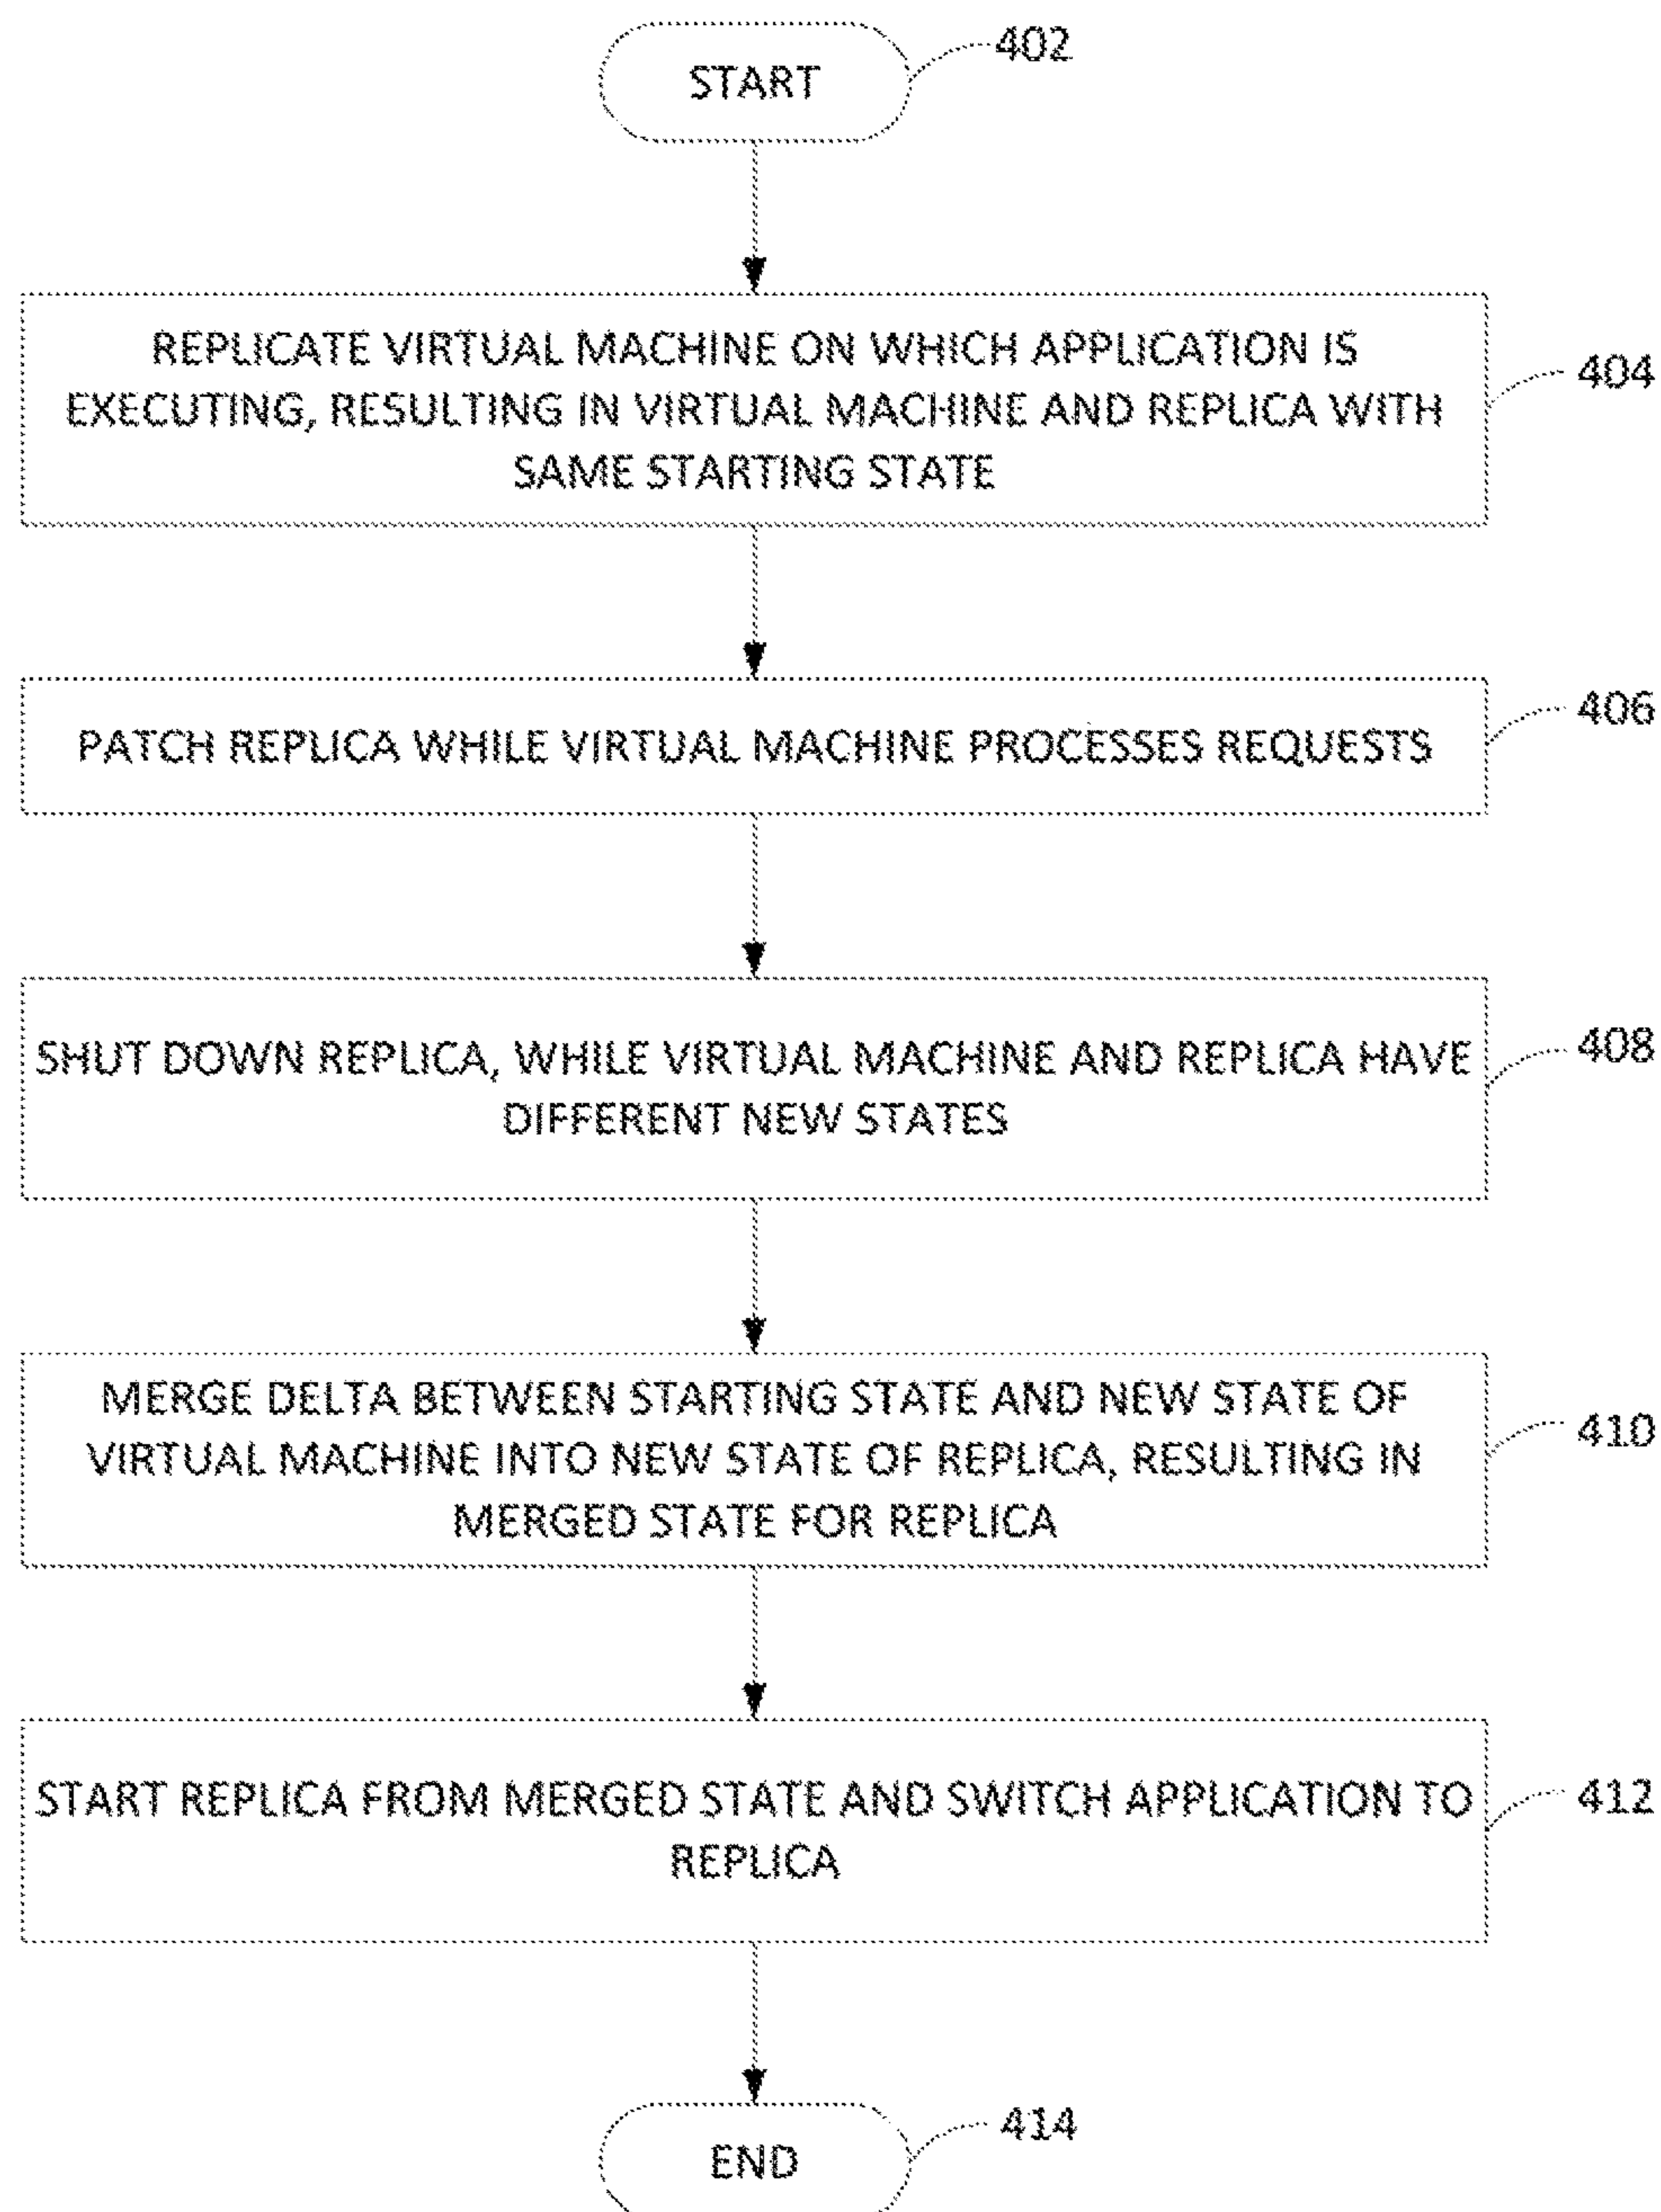 START
402
REPLICATE VIRTUAL MACHINE ON WHICH APPLICATION IS
EXECUTING, RESULTING IN VIRTUAL MACHINE AND REPLICA WITH
SAME STARTING STATE
404
PATCH REPLICA WHILE VIRTUAL MACHINE PROCESSES REQUESTS
406
SHUT DOWN REPLICA, WHILE VIRTUAL MACHINE AND REPLICA HAVE
DIFFERENT NEW STATES
408
MERGE DELTA BETWEEN STARTING STATE AND NEW STATE OF
VIRTUAL MACHINE INTO NEW STATE OF REPLICA, RESULTING IN
MERGED STATE FOR REPLICA
410
START REPLICA FROM MERGED STATE AND SWITCH APPLICATION TO
REPLICA
412
END
414